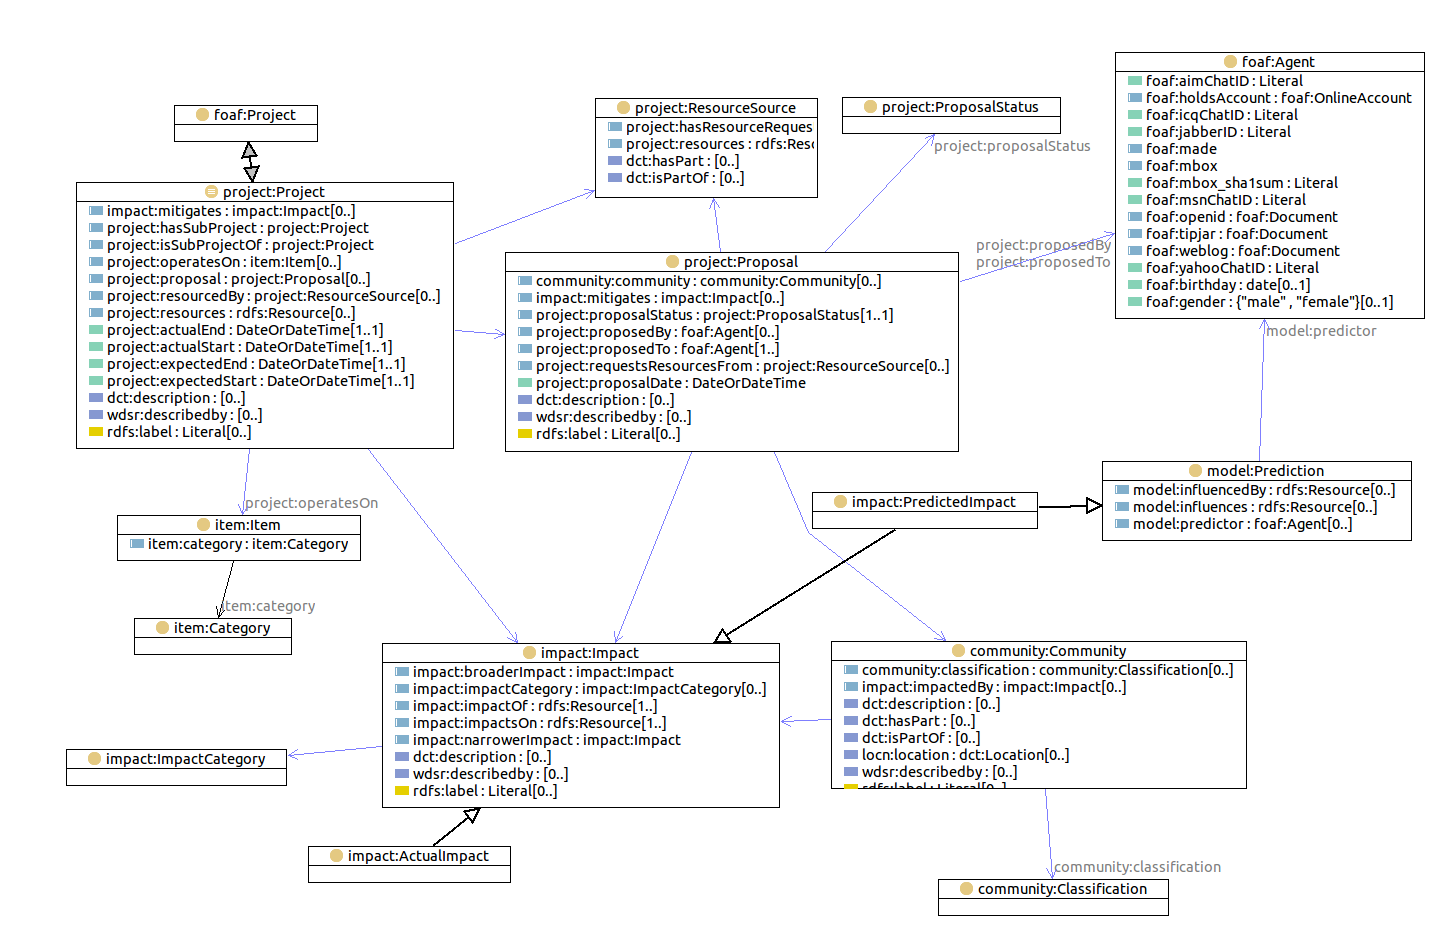 foaf:Project
project:Project
impact:mitigates : impact:Impact[0..]
project:hasSubProject : project:Project
project:isSubProjectOf : project:Project
project:operatesOn : item:Item[0..]
project:proposal : project:Proposal[0..]
project:resourcedBy : project:ResourceSource[0..]
project:resources : rdfs:Resource[0..]
project:actualEnd : DateOrDateTime[1..1]
project:actualStart : DateOrDateTime[1..1]
project:expectedEnd : DateOrDateTime[1..1]
project:expectedStart : DateOrDateTime[1..1]
dct:description : [0..]
wdsr:describedby : [0..]
rdfs:label : Literal[0..]
project:ResourceSource
project:hasResourceReques
project:resources : rdfs:Res
dct:hasPart : [0..]
dct:isPartOf : [0..]
project:ProposalStatus
project:proposalStatus
foaf:Agent
foaf:aimChatID : Literal
foaf:holdsAccount : foaf:OnlineAccount
foaf:icqChatID : Literal
foaf:jabberID : Literal
foaf:made
foaf:mbox
foaf:mbox_sha1sum : Literal
foaf:msnChatID : Literal
foaf:openid : foaf:Document
foaf:tipjar : foaf:Document
foaf:weblog : foaf:Document
foaf:yahooChatID : Literal
foaf:birthday : date[0..1]
foaf:gender : {"male" , "female"}[0..1]
project:proposedBy
project:proposedTo
project:Proposal
community:community : community:Community[0..]
impact:mitigates : impact:Impact[0..]
project:proposalStatus : project:ProposalStatus[1..1]
project:proposedBy : foaf:Agent[0..]
project:proposedTo : foaf:Agent[1..]
project:requestsResourcesFrom : project:ResourceSource[0..]
project:proposalDate : DateOrDateTime
dct:description : [0..]
wdsr:describedby : [0..]
rdfs:label : Literal[0..]
model:predictor
model:Prediction
model:influencedBy : rdfs:Resource[0..]
model:influences : rdfs:Resource[0..]
model:predictor : foaf:Agent[0..]
impact:PredictedImpact
project:operatesOn
item:Item
item:category : item:Category
item:category
item:Category
impact:Impact
impact:broaderImpact : impact:Impact
impact:impactCategory : impact:ImpactCategory[0..]
impact:impactOf : rdfs:Resource[1..]
impact:impactsOn : rdfs:Resource[1..]
impact:narrowerImpact : impact:Impact
dct:description : [0..]
wdsr:describedby : [0..]
rdfs:label : Literal[0..]
community:Community
community:classification : community:Classification[0..]
impact:impactedBy : impact:Impact[0..]
dct:description : [0..]
dct:hasPart : [0..]
dct:isPartOf : [0..]
locn:location : dct:Location[0..]
wdsr:describedby : [0..]
rdfs:label : Literal[0..]
impact:ImpactCategory
impact:ActualImpact
community:classification
community:Classification